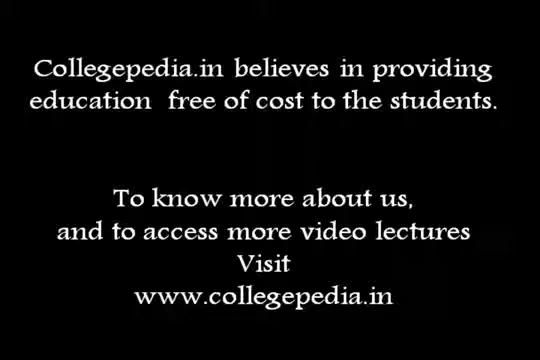 Collegepedia.in believes in providing
education free of cost to the students.
To know more about us,
and to access more video lectures
Visit
www.collegepedia.in